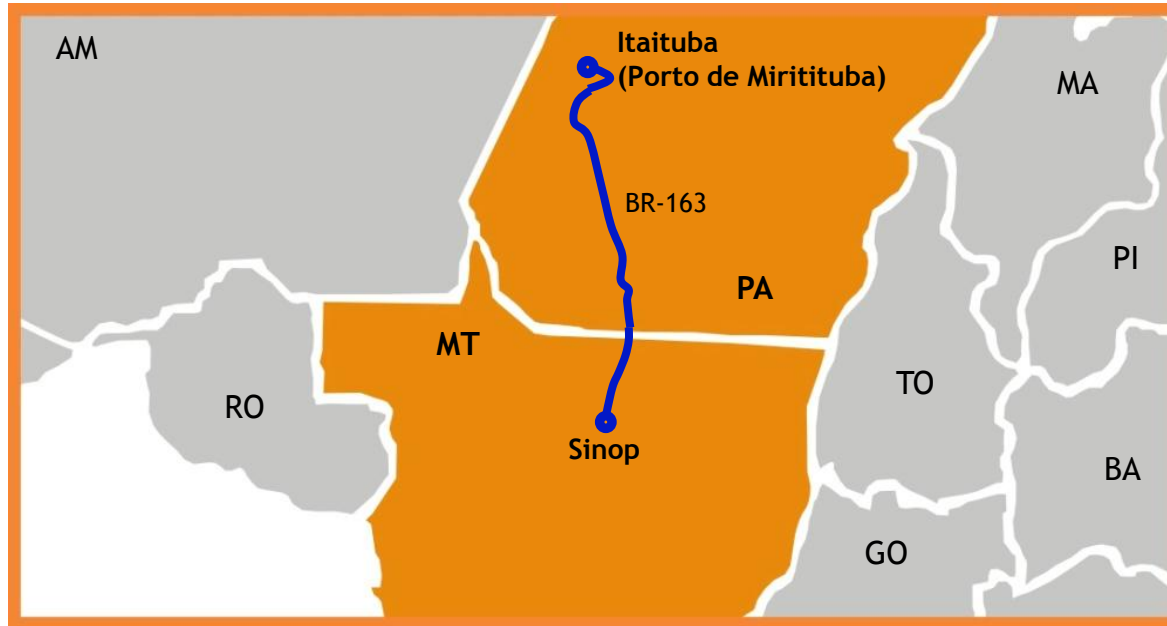 AM
Itaituba
(Porto de Miritituba)
MA
BR-163
PI
PA
MT
TO
RO
Sinop
BA
GO